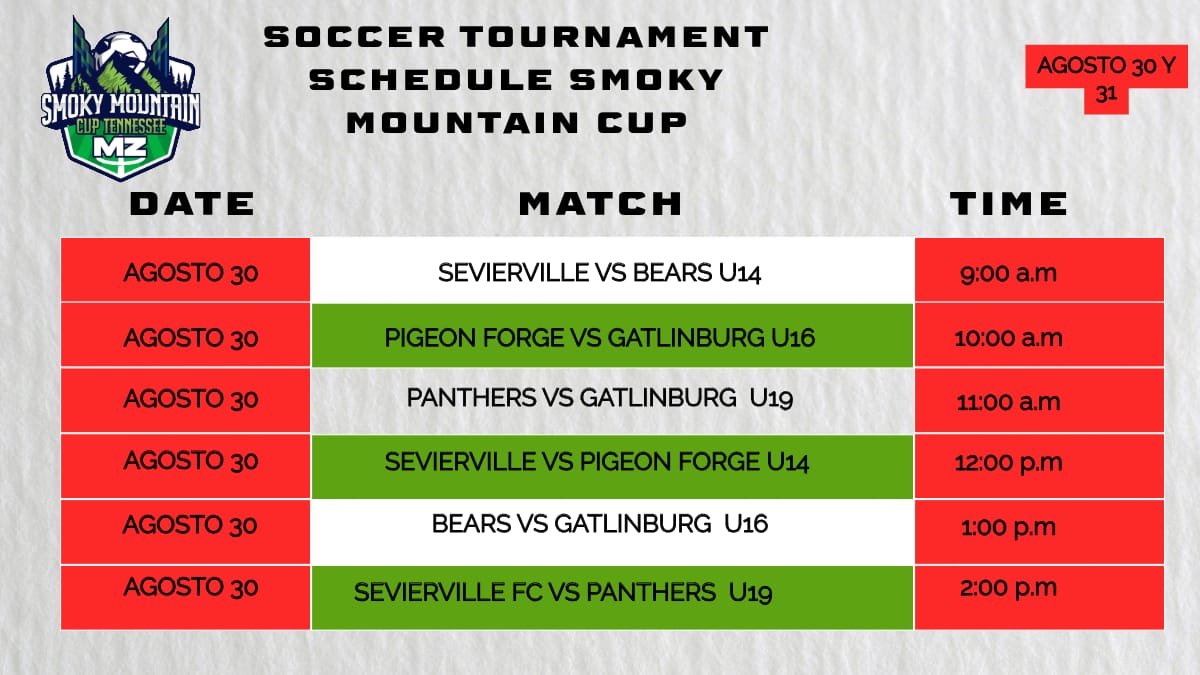 SMOKY MOUNTAIN
CUP TENNESSEE
MZ
SOCCER TOURNAMENT
SCHEDULE SMOKY
MOUNTAIN CUP
AGOSTO 30 Y
31
DATE MATCH TIME
AGOSTO 30 SEVIERVILLE VS BEARS U14 9:00 a.m
AGOSTO 30 PIGEON FORGE VS GATLINBURG U16 10:00 a.m
AGOSTO 30 PANTHERS VS GATLINBURG U19 11:00 a.m
AGOSTO 30 SEVIERVILLE VS PIGEON FORGE U14 12:00 p.m
AGOSTO 30 BEARS VS GATLINBURG U16 1:00 p.m
AGOSTO 30 SEVIERVILLE FC VS PANTHERS U19 2:00 p.m